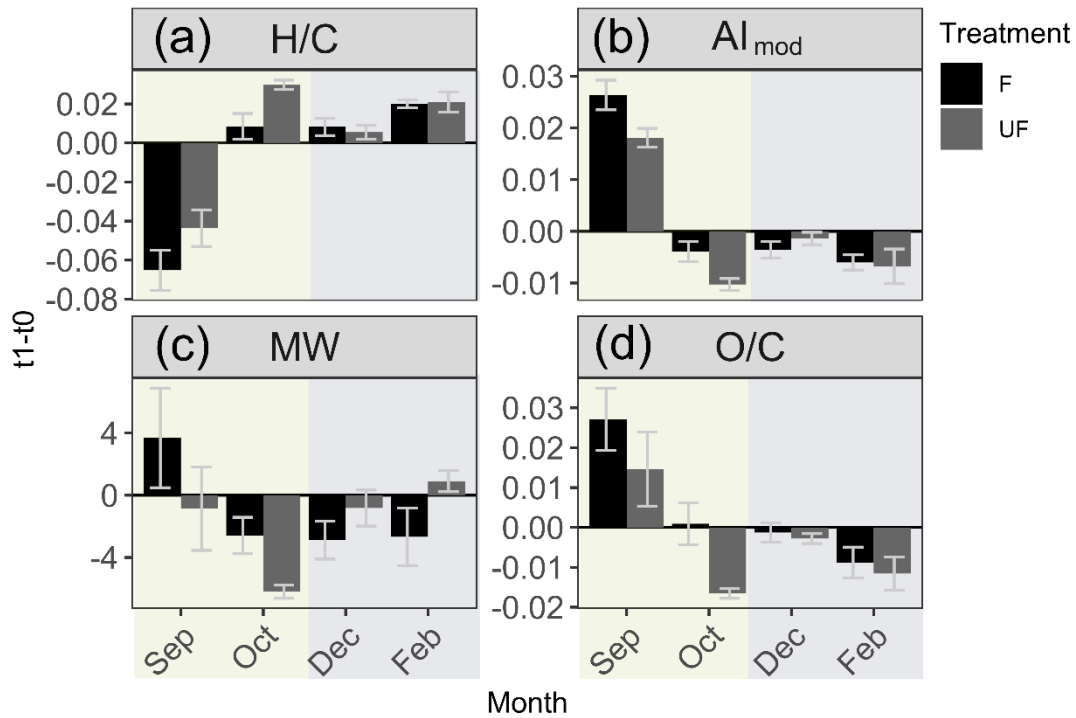 (a) H/C
(b) AI mod
Treatment
F
UF
0.02
0.00
-0.02
-0.04
-0.06
-0.08
0.03
0.02
0.01
0.00
-0.01
t1-t0
(c) MW
(d) O/C
4
0
-4
0.03
0.02
0.01
0.00
-0.01
-0.02
Sep Oct Dec Feb
Sep Oct Dec Feb
Month